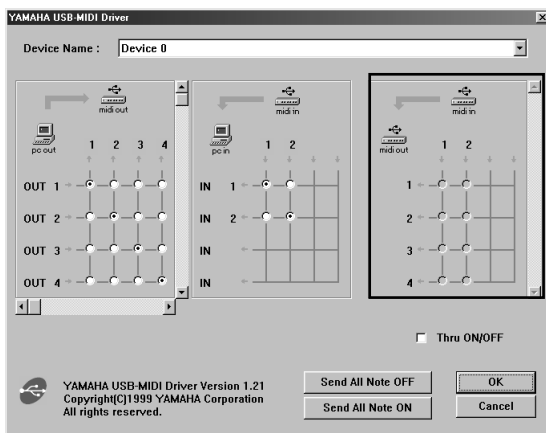 YAMAHA USB-MIDI Driver
Device Name : Device 0
midi out
pc out
1 2 3 4
OUT 1
OUT 2
OUT 3
OUT 4
midi in
pc in
1 2
IN 1
IN 2
IN
IN
midi in
midi out
1 2
1
2
3
4
Thru ON/OFF
YAMAHA USB-MIDI Driver Version 1.21
Copyright(C)1999 YAMAHA Corporation
All rights reserved.
Send All Note OFF
OK
Send All Note ON
Cancel